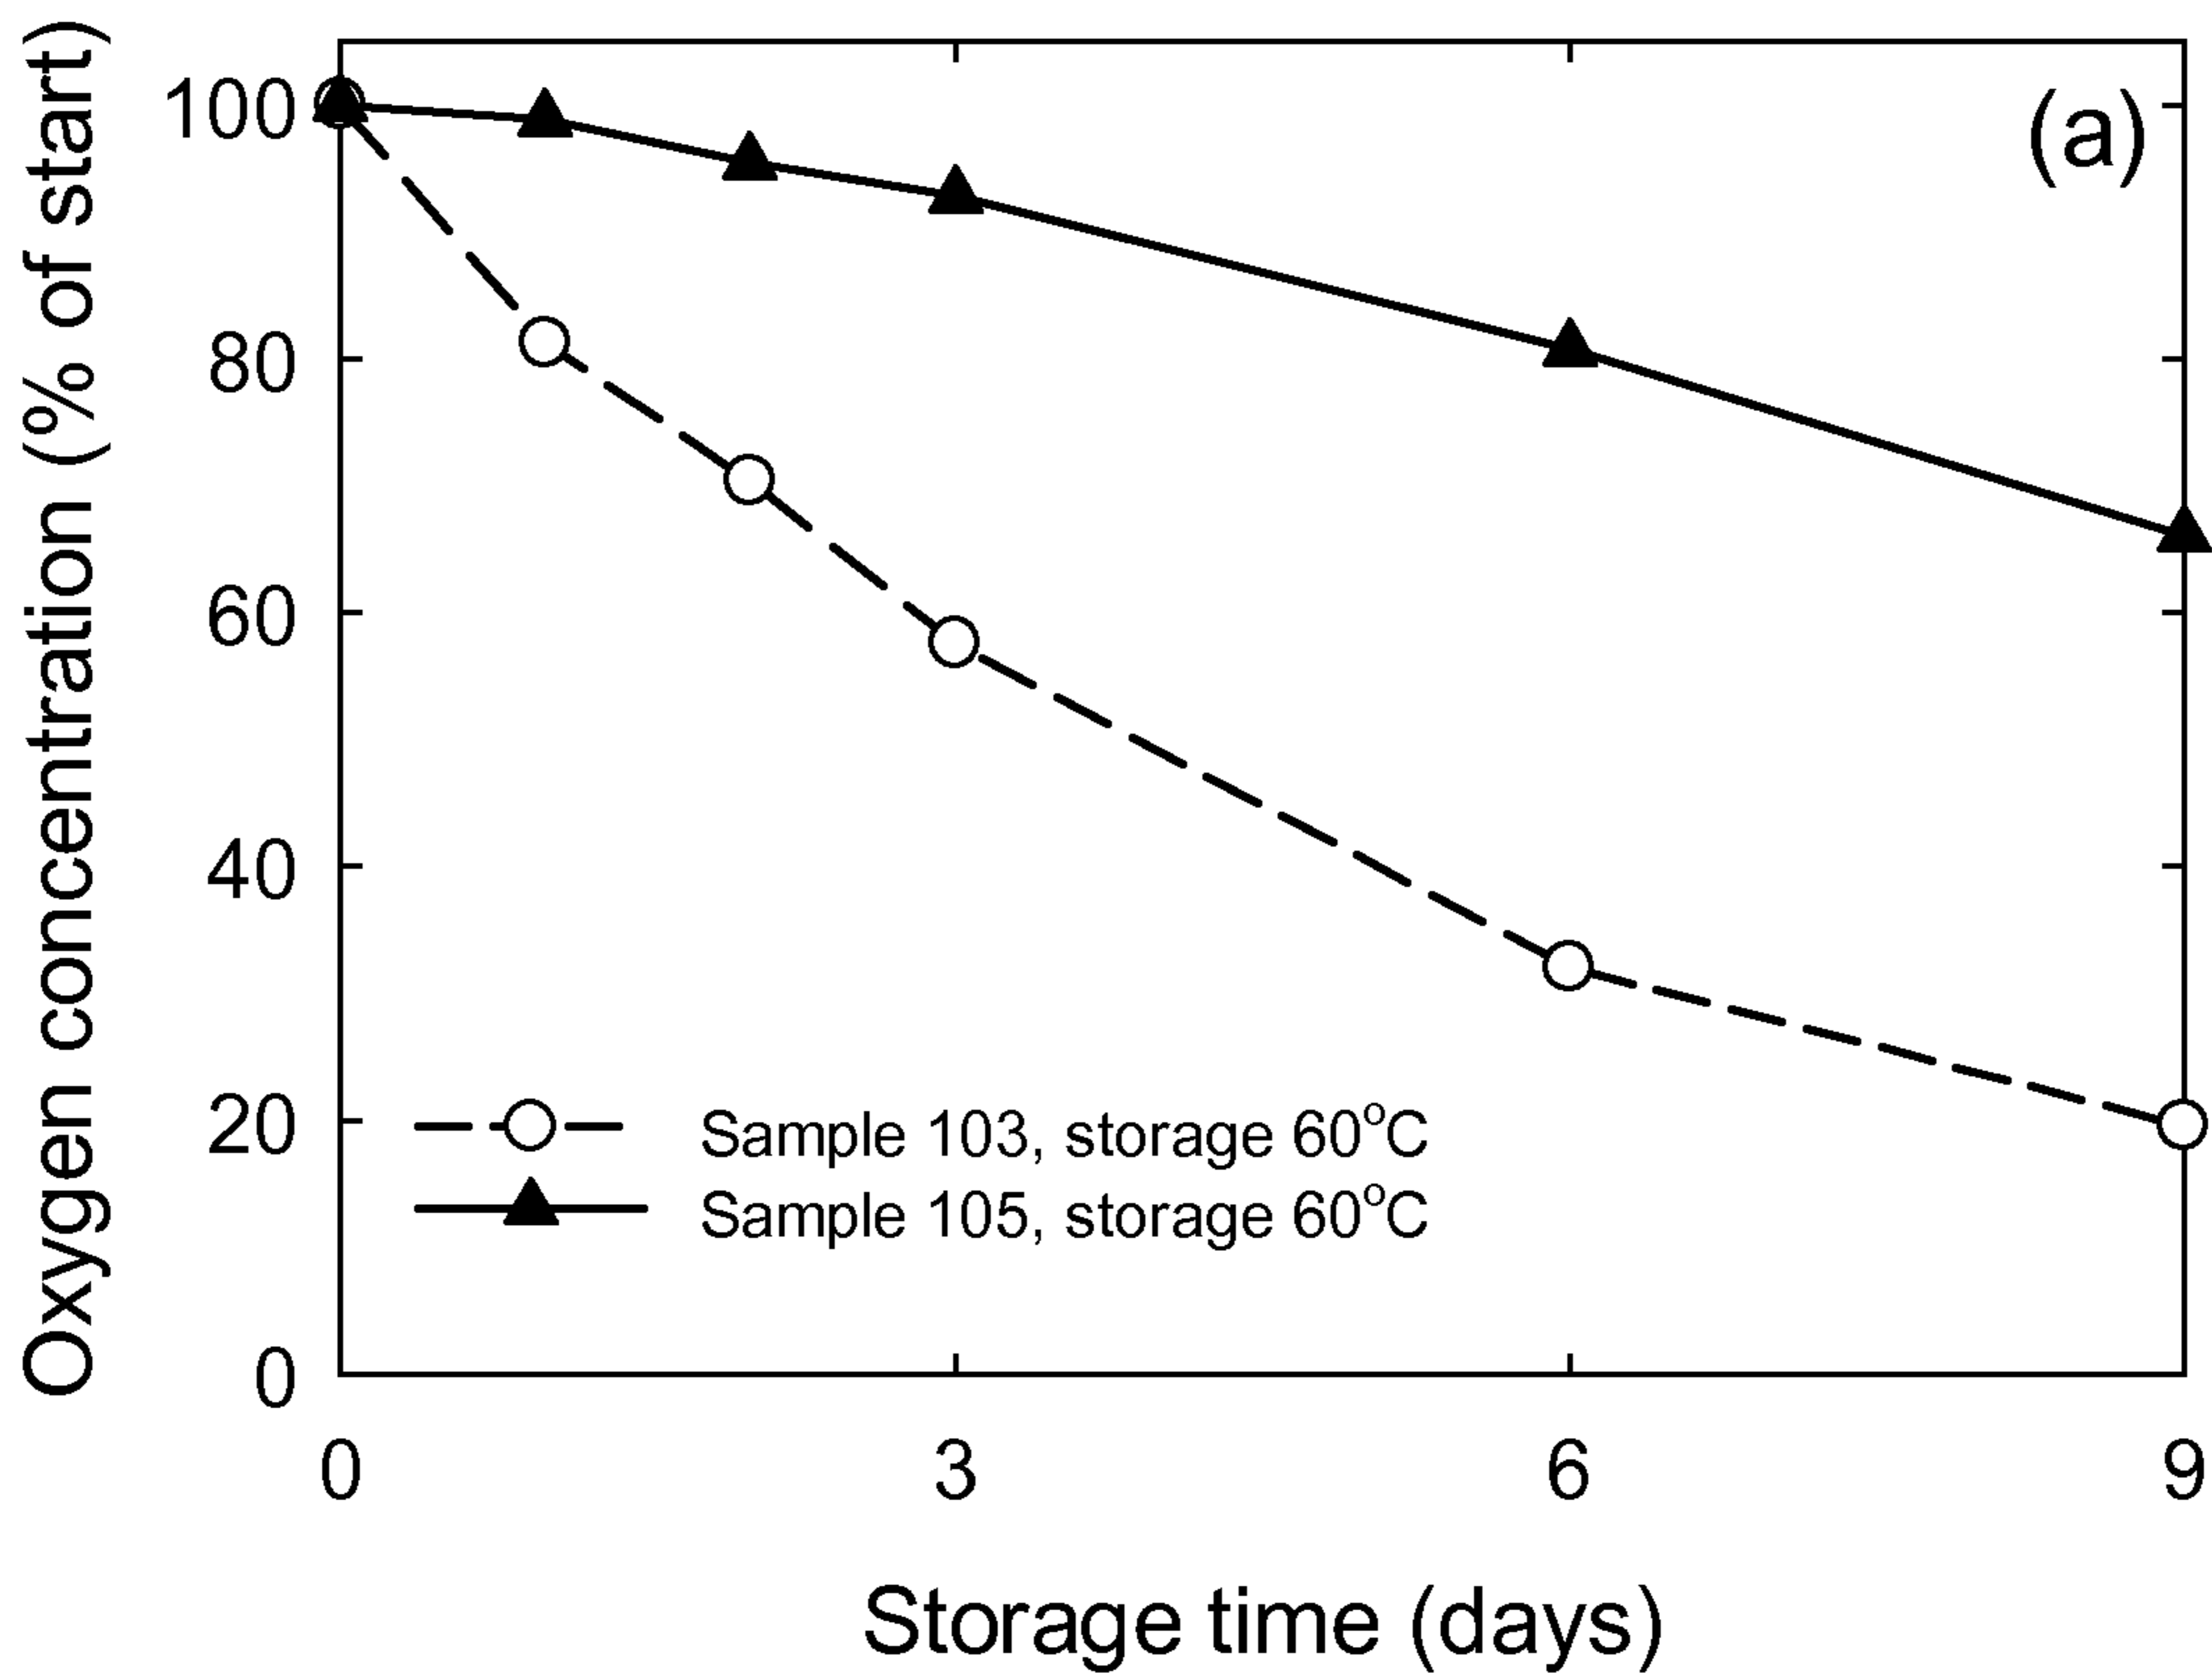 Oxygen concentration (% of start)
100
80
60
40
20
0
(a)
Sample 103, storage 60°C
Sample 105, storage 60°C
0 3 6 9
Storage time (days)